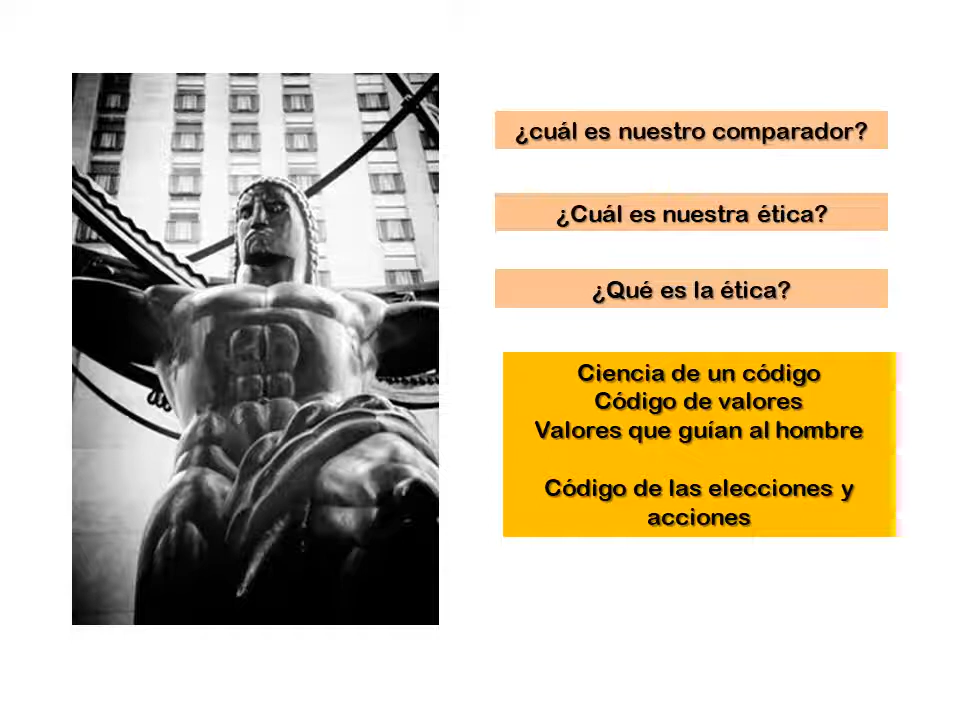 ¿cuál es nuestro comparador?
¿Cuál es nuestra ética?
¿Qué es la ética?
Ciencia de un código
Código de valores
Valores que guían al hombre
Código de las elecciones y
acciones